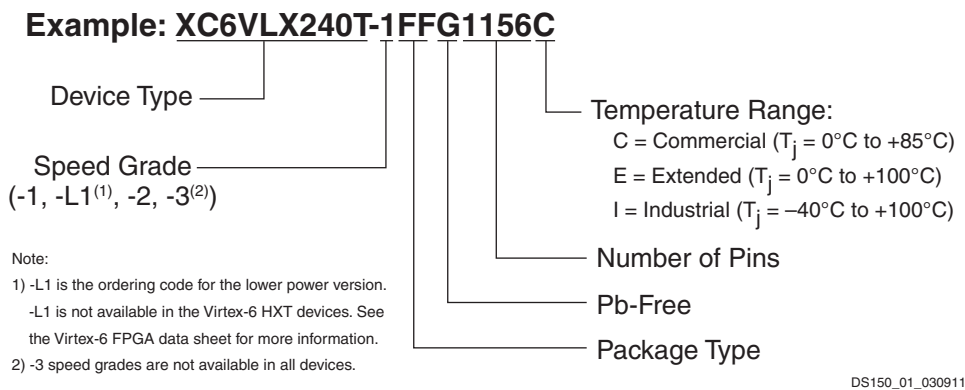 Example: XC6VLX240T-1FFG1156C
Device Type
Temperature Range:
C = Commercial (Tj = 0°C to +85°C)
Speed Grade
E = Extended (Tj = 0°C to +100°C)
(-1, -L1(1), -2, -3(2))
I = Industrial (Tj = –40°C to +100°C)
Note:
Number of Pins
1) -L1 is the ordering code for the lower power version.
-L1 is not available in the Virtex-6 HXT devices. See
Pb-Free
the Virtex-6 FPGA data sheet for more information.
Package Type
2) -3 speed grades are not available in all devices.
DS150_01_030911